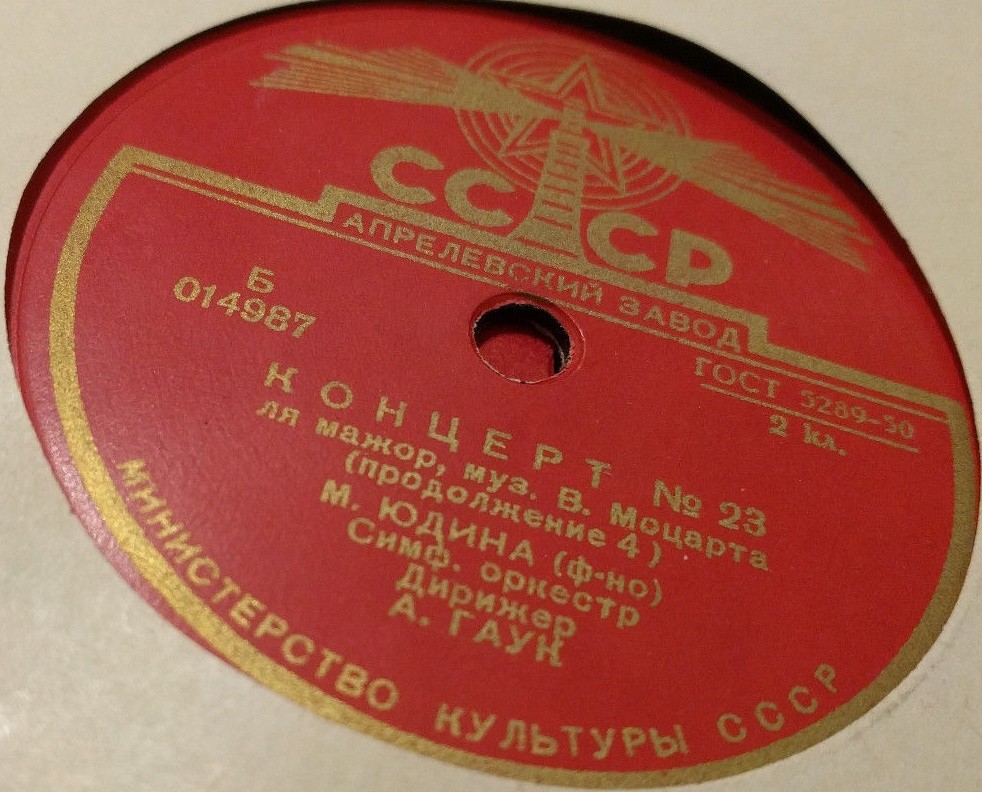 СССР
АПРЕЛЕВСКИЙ ЗАВОД
ГОСТ 5289-50
2 кл.
Б
014987
КОНЦЕРТ № 23
ля мажор, муз. В. Моцарта
(продолжение 4)
М. ЮДИНА (ф-но)
Симф. оркестр
Дирижер
А. ГАУК
МИНИСТЕРСТВО КУЛЬТУРЫ СССР